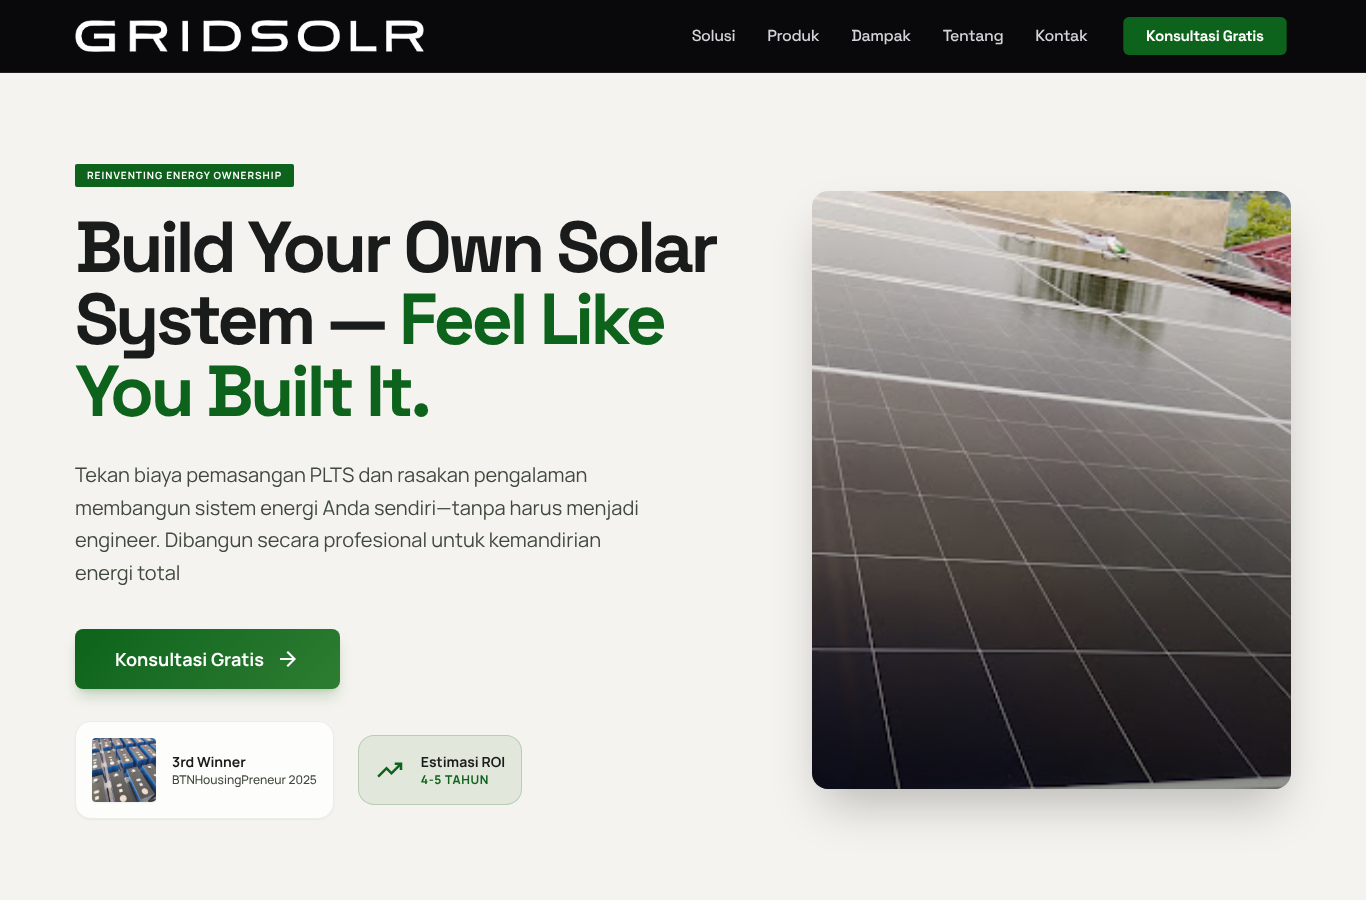 GRIDSOLR
Solusi
Produk
Dampak
Tentang
Kontak
Konsultasi Gratis
REINVENTING ENERGY OWNERSHIP
Build Your Own Solar
System — Feel Like
You Built It.
Tekan biaya pemasangan PLTS dan rasakan pengalaman
membangun sistem energi Anda sendiri—tanpa harus menjadi
engineer. Dibangun secara profesional untuk kemandirian
energi total
Konsultasi Gratis
3rd Winner
BTNHousingPreneur 2025
Estimasi ROI
4-5 TAHUN